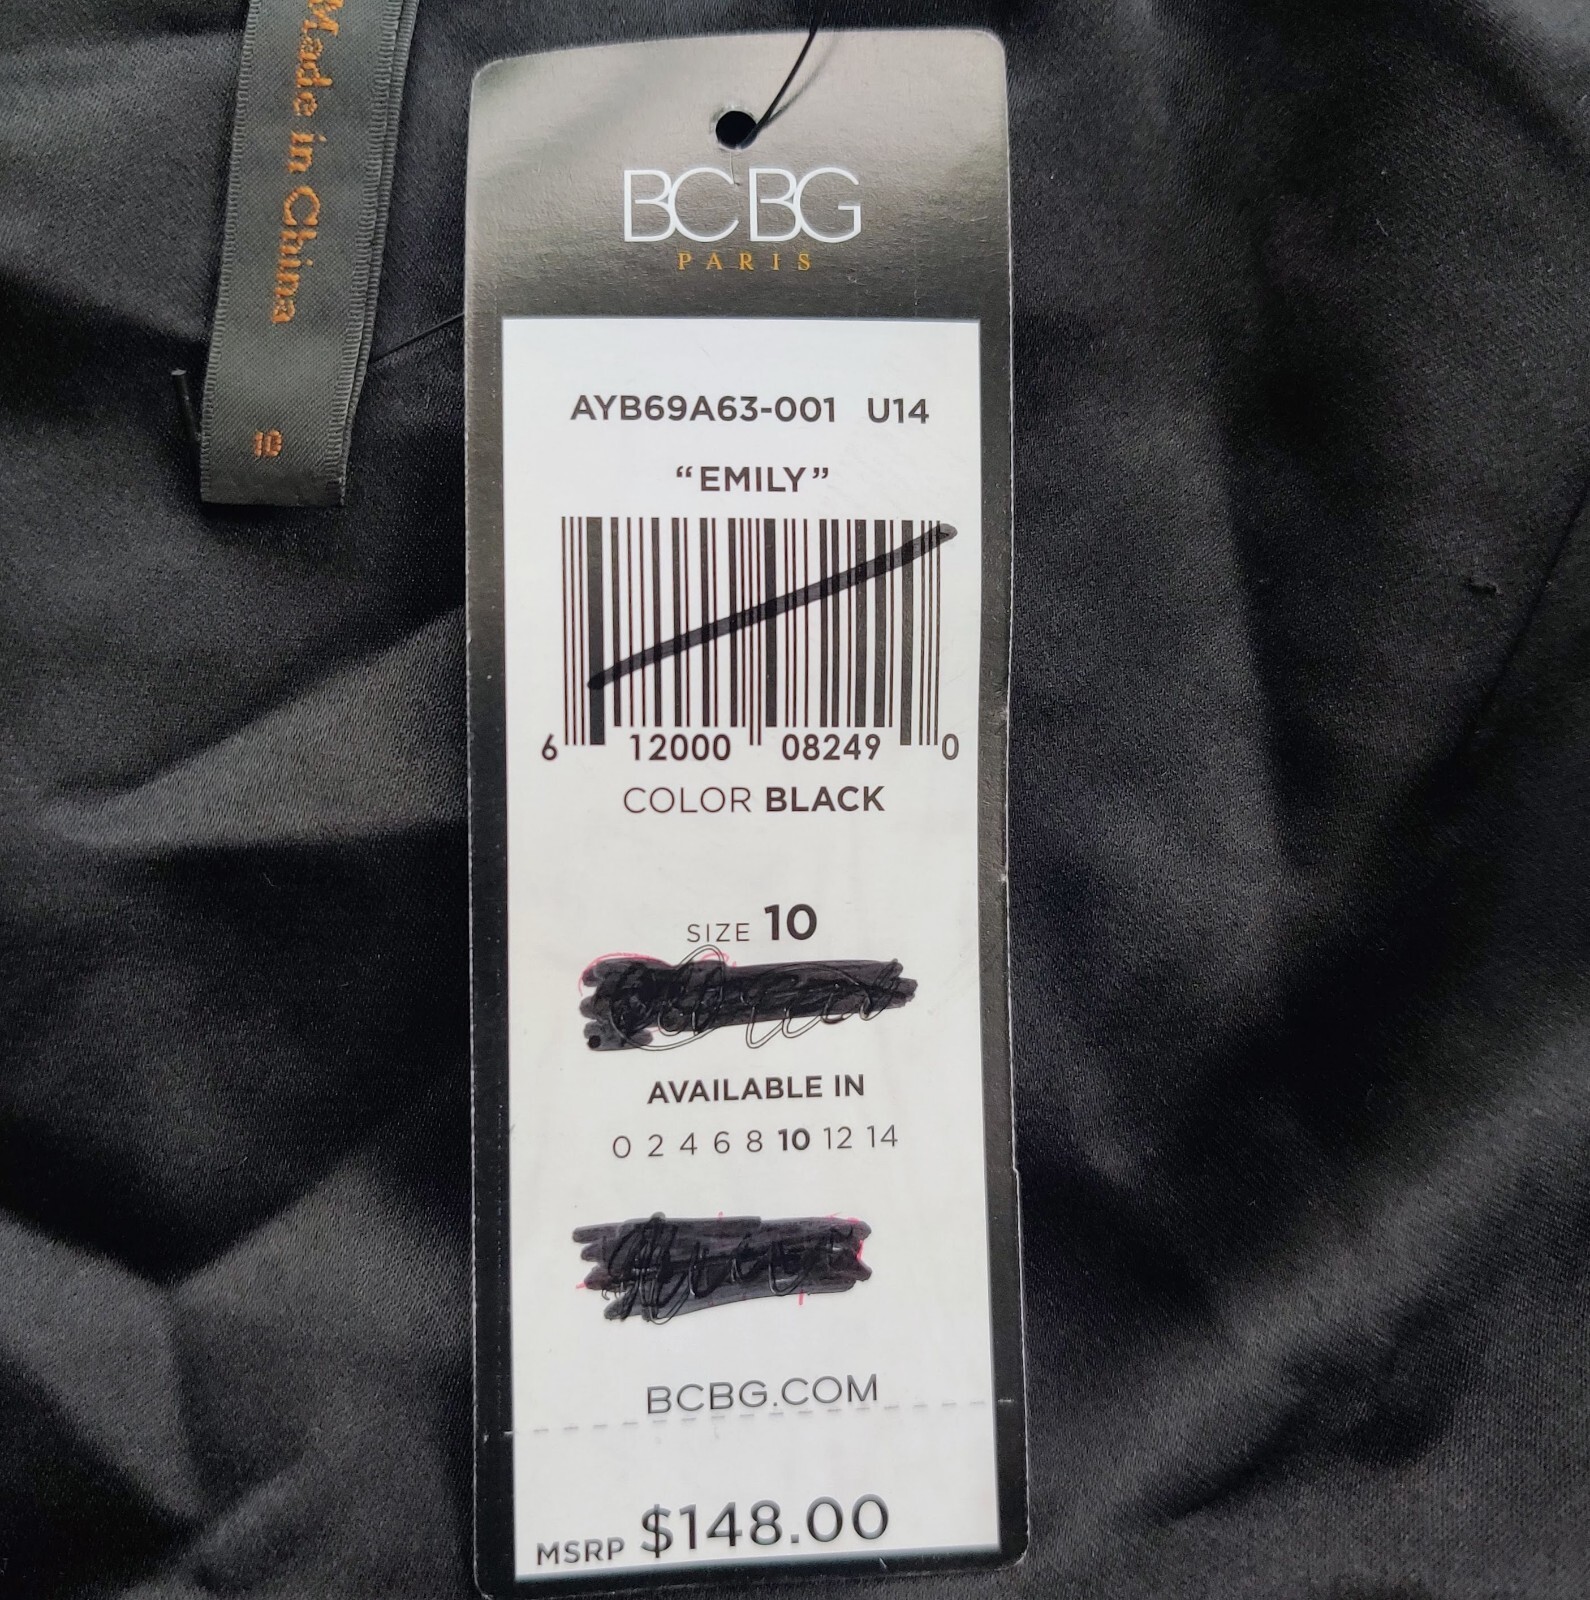 Made in China
10
BCBG
PARIS
AYB69A63-001 U14
“EMILY”
6 12000 08249 0
COLOR BLACK
SIZE 10
AVAILABLE IN
0 2 4 6 8 10 12 14
BCBG.COM
MSRP $148.00